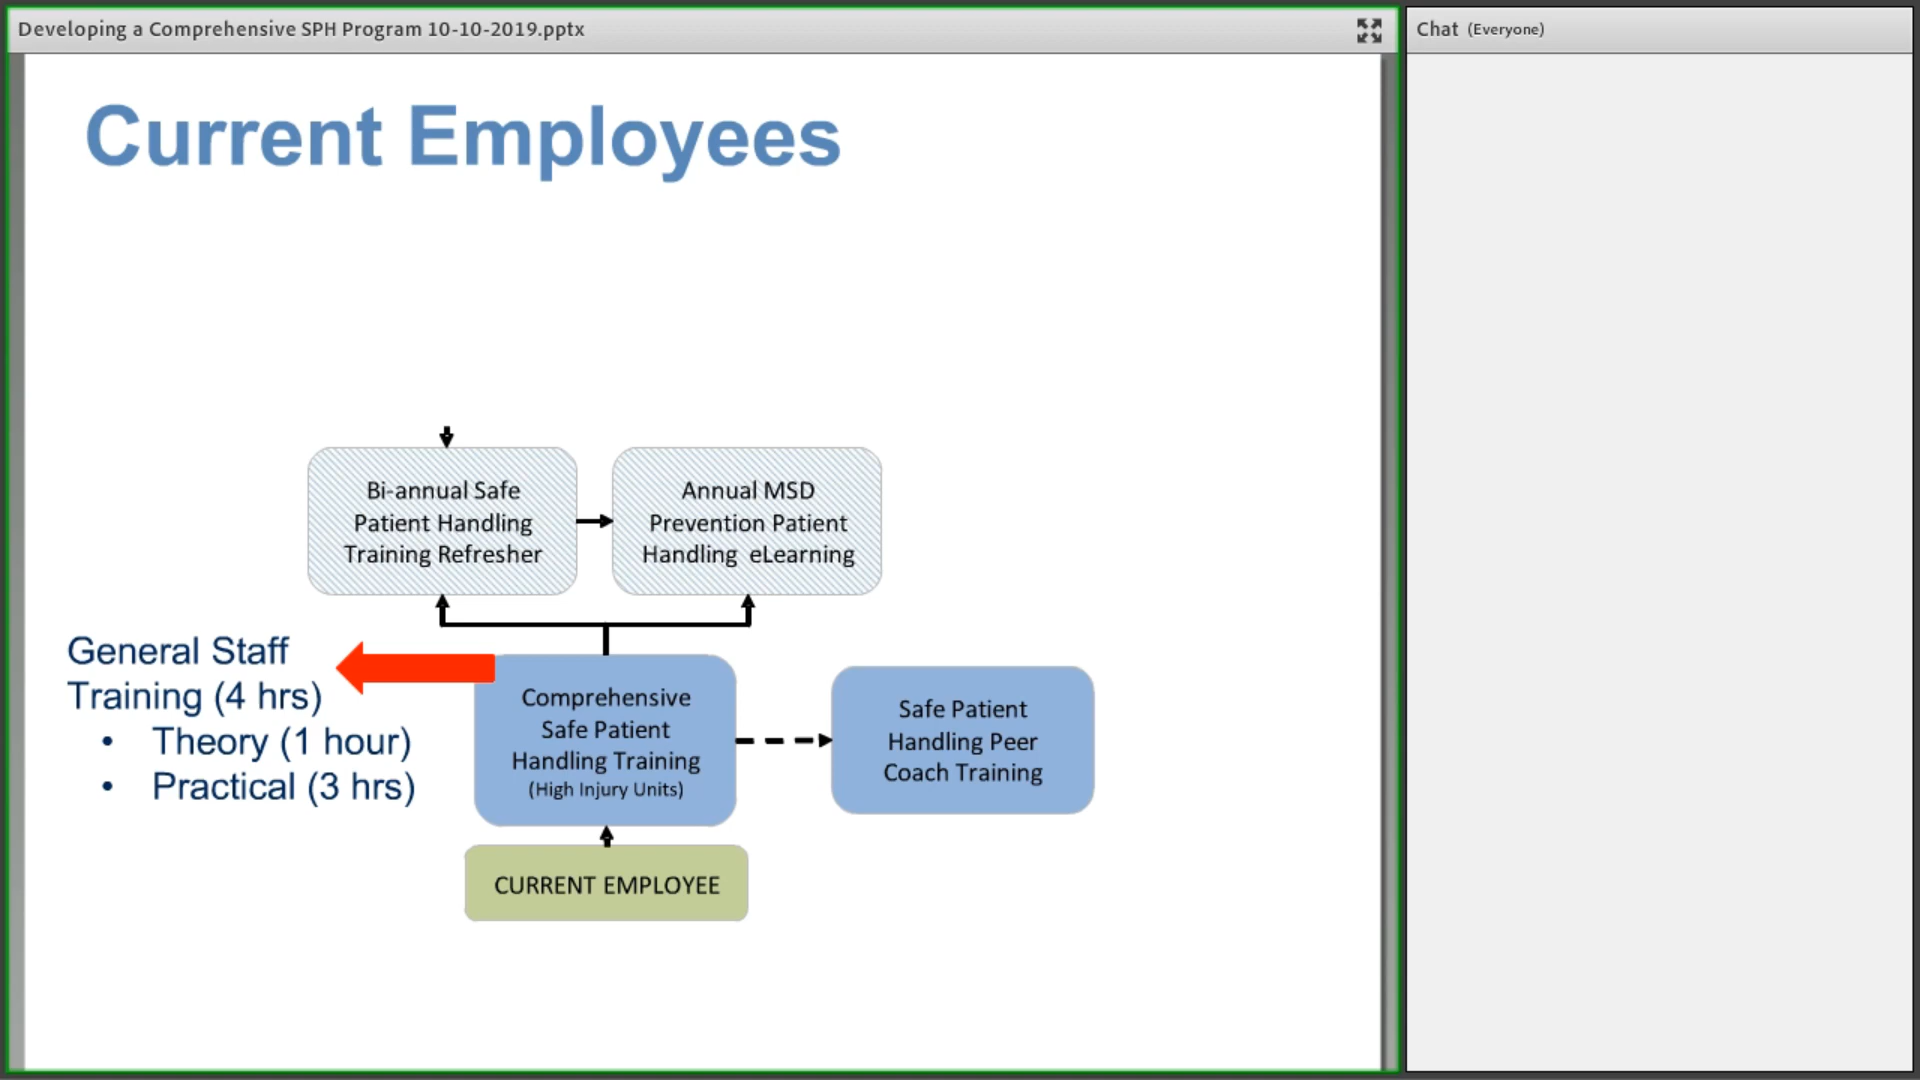 Developing a Comprehensive SPH Program 10-10-2019.pptx
Chat (Everyone)
Current Employees
Bi-annual Safe
Patient Handling
Training Refresher
Annual MSD
Prevention Patient
Handling eLearning
General Staff
Training (4 hrs)
• Theory (1 hour)
• Practical (3 hrs)
Comprehensive
Safe Patient
Handling Training
(High Injury Units)
Safe Patient
Handling Peer
Coach Training
CURRENT EMPLOYEE